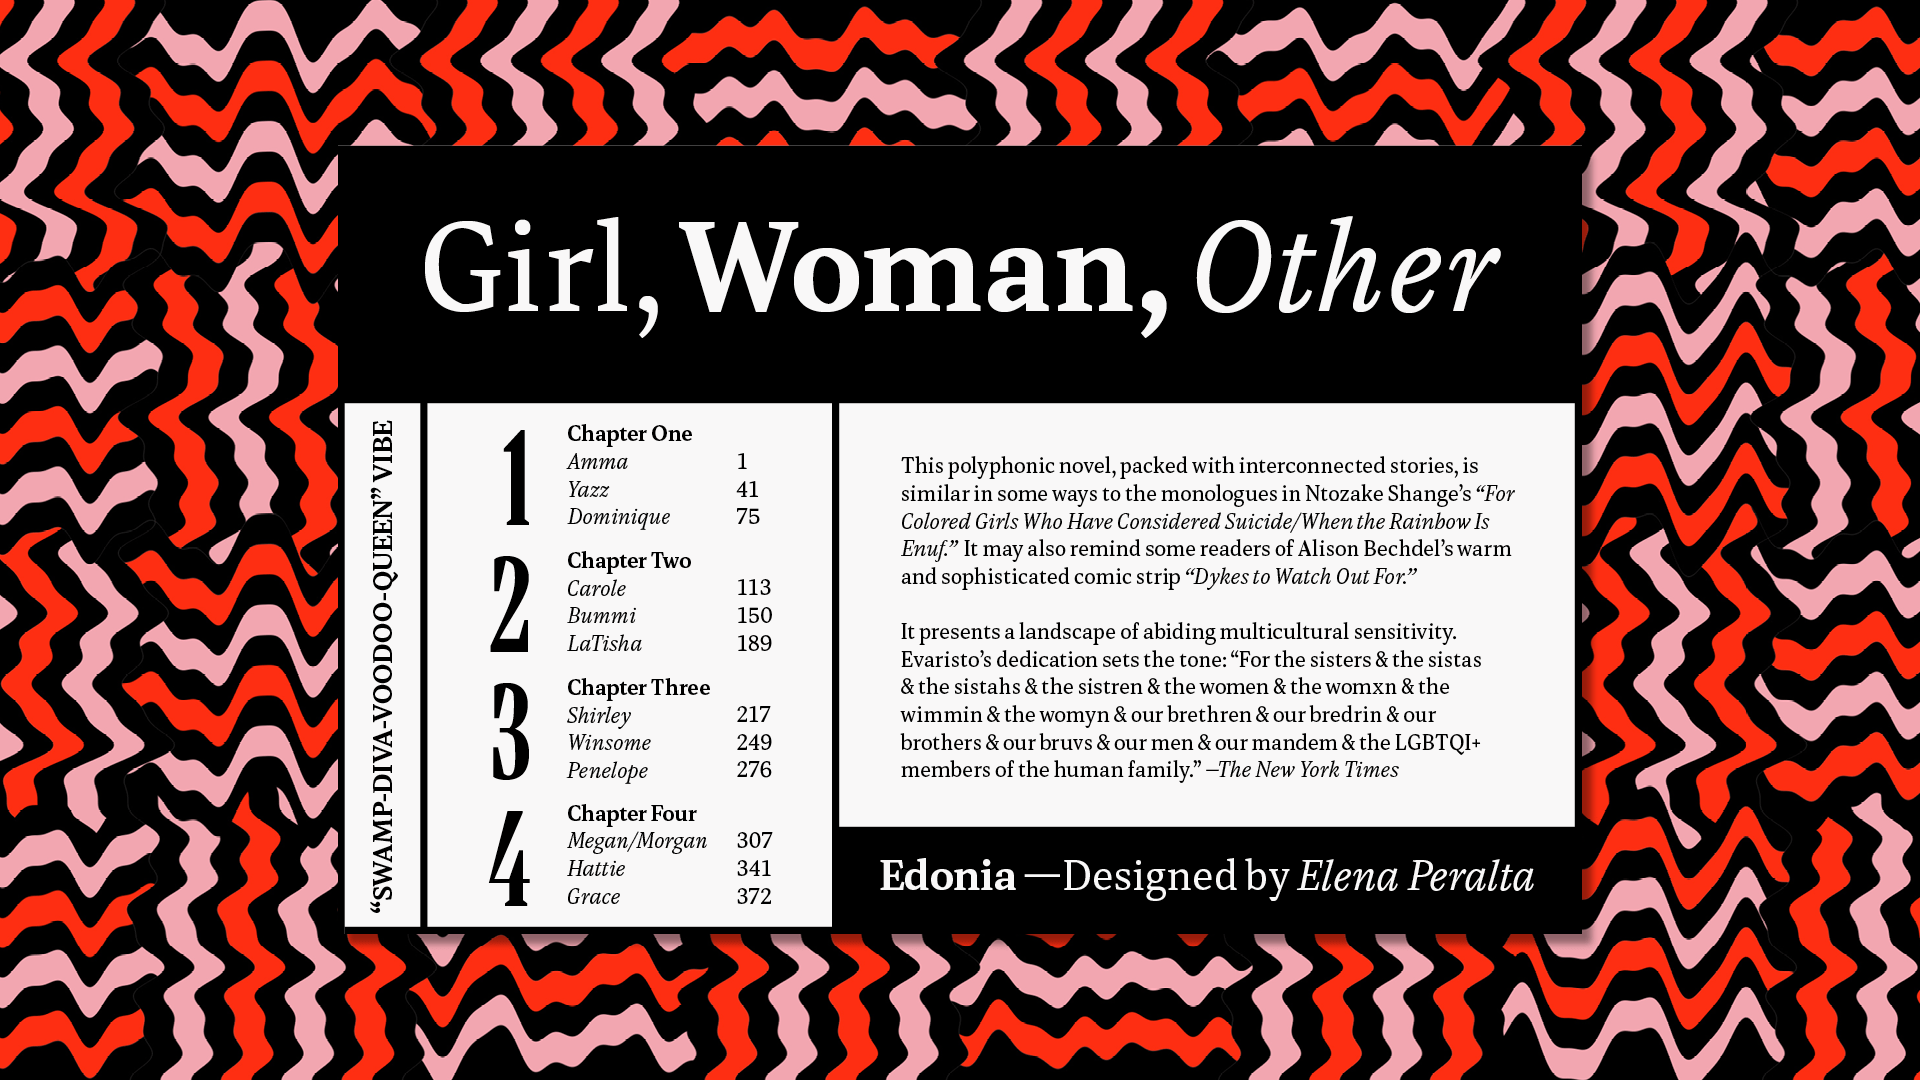 Girl, Woman, Other
“SWAMP-DIVA-VOODOO-QUEEN” VIBE
1
Chapter One
Amma 1
Yazz 41
Dominique 75
2
Chapter Two
Carole 113
Bummi 150
LaTisha 189
3
Chapter Three
Shirley 217
Winsome 249
Penelope 276
4
Chapter Four
Megan/Morgan 307
Hattie 341
Grace 372
This polyphonic novel, packed with interconnected stories, is
similar in some ways to the monologues in Ntozake Shange’s “For
Colored Girls Who Have Considered Suicide/When the Rainbow Is
Enuf.” It may also remind some readers of Alison Bechdel’s warm
and sophisticated comic strip “Dykes to Watch Out For.”
It presents a landscape of abiding multicultural sensitivity.
Evaristo’s dedication sets the tone: “For the sisters & the sistas
& the sistahs & the sistren & the women & the womxn & the
wimmin & the womyn & our brethren & our bredrin & our
brothers & our bruvs & our men & our mandem & the LGBTQI+
members of the human family.” —The New York Times
Edonia —Designed by Elena Peralta